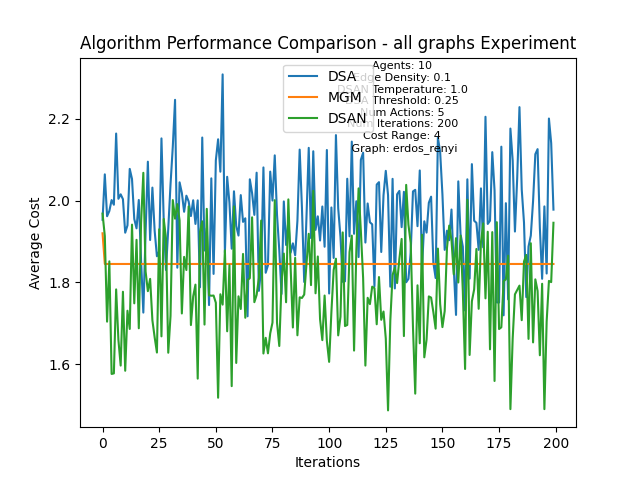 Algorithm Performance Comparison - all graphs Experiment
DSA
MGM
DSAN
Agents: 10
Edge Density: 0.1
DSAN Temperature: 1.0
Threshold: 0.25
Num Actions: 5
Num Iterations: 200
Cost Range: 4
Graph: erdos_renyi
Average Cost
2.2
2.0
1.8
1.6
0 25 50 75 100 125 150 175 200
Iterations